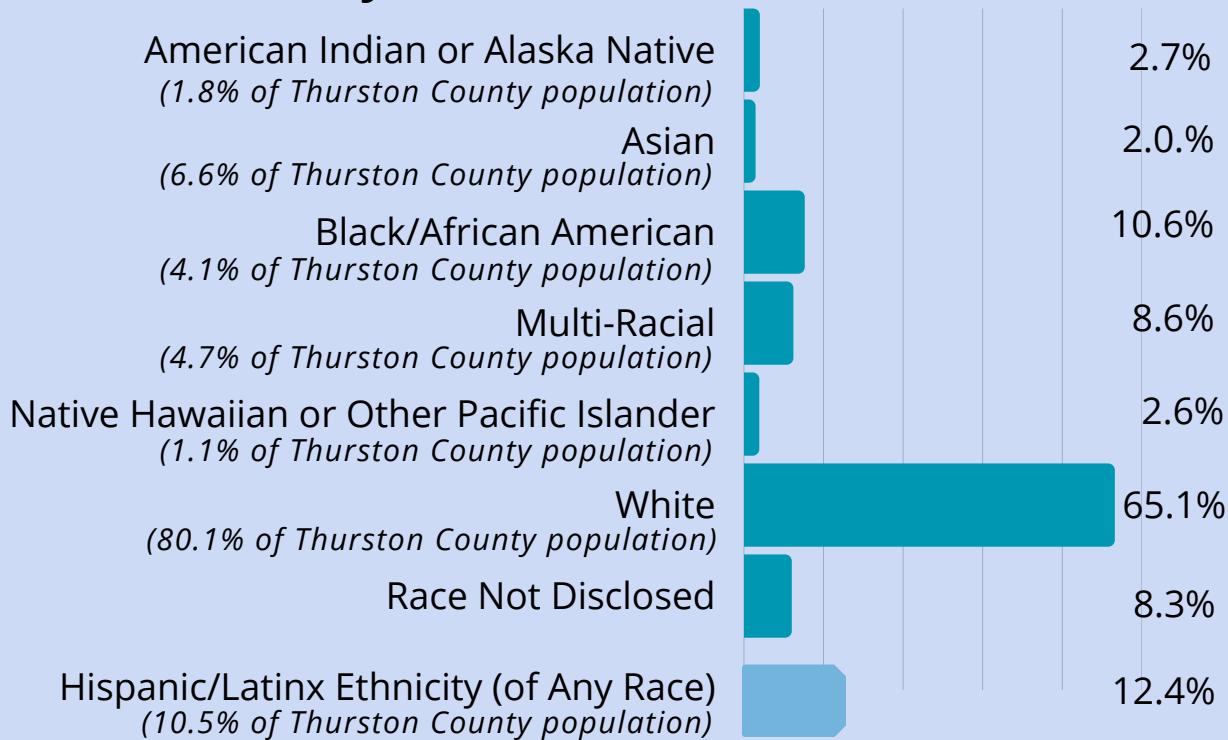 American Indian or Alaska Native
2.7%
(1.8% of Thurston County population)
Asian
2.0.%
(6.6% of Thurston County population)
Black/African American
10.6%
(4.1% of Thurston County population)
Multi-Racial
8.6%
(4.7% of Thurston County population)
Native Hawaiian or Other Pacific Islander
2.6%
(1.1% of Thurston County population)
White
65.1%
(80.1% of Thurston County population)
Race Not Disclosed
8.3%
Hispanic/Latinx Ethnicity (of Any Race)
12.4%
(10.5% of Thurston County population)